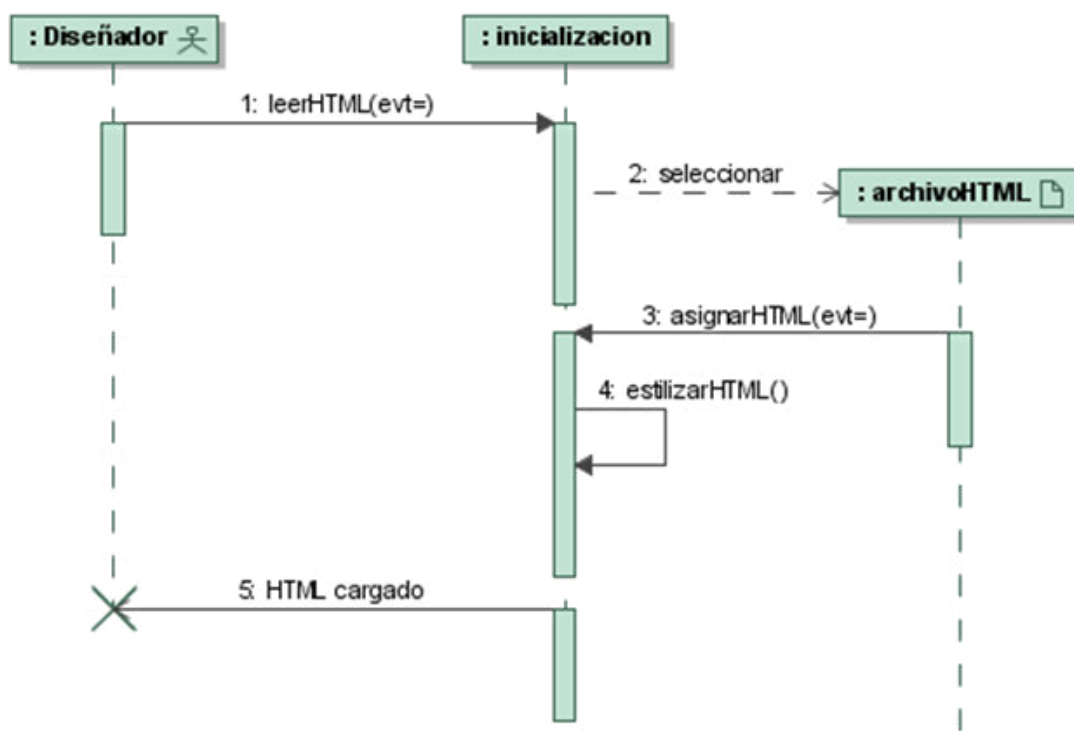 : Diseñador
: inicializacion
1: leerHTML(evt=)
2: seleccionar
: archivoHTML
3: asignarHTML(evt=)
4: estilizarHTML()
5: HTML cargado